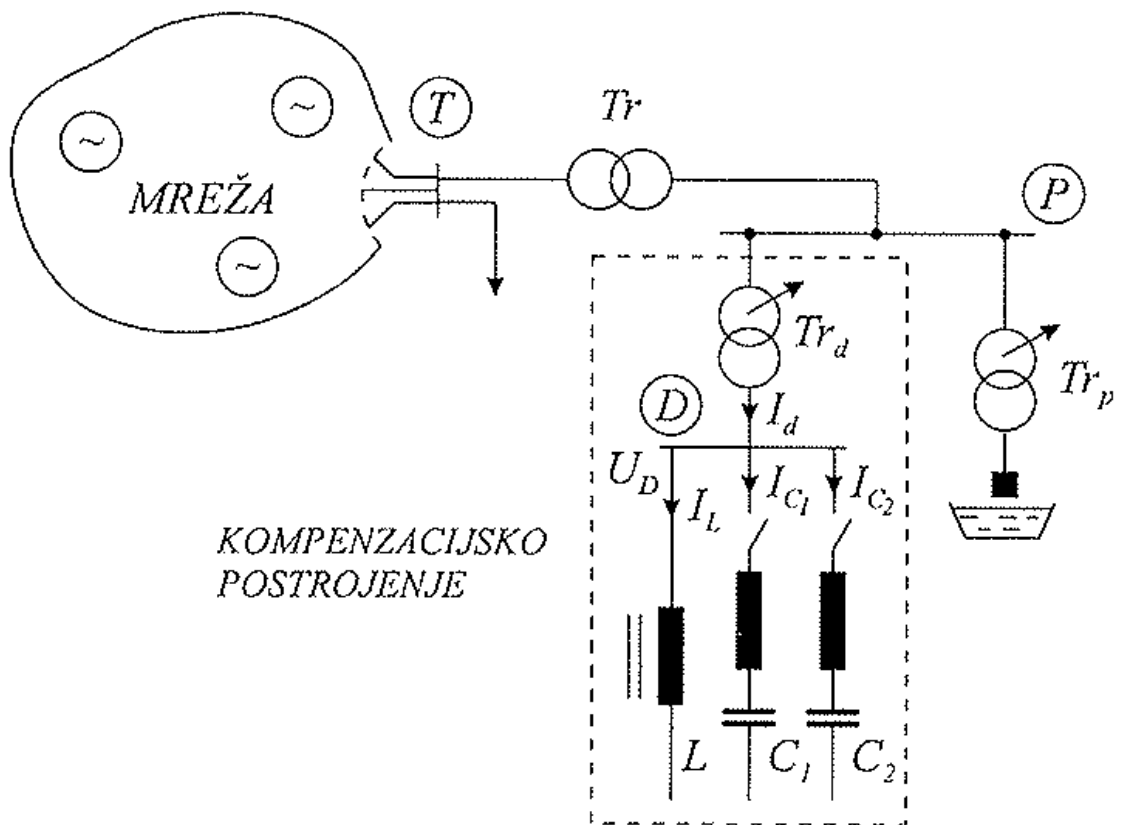 T
Tr
~
~
MREŽA
~
P
Tr_d
Tr_p
D
I_d
U_D
I_L
I_C1
I_C2
KOMPENZACIJSKO
POSTROJENJE
L
C_1
C_2